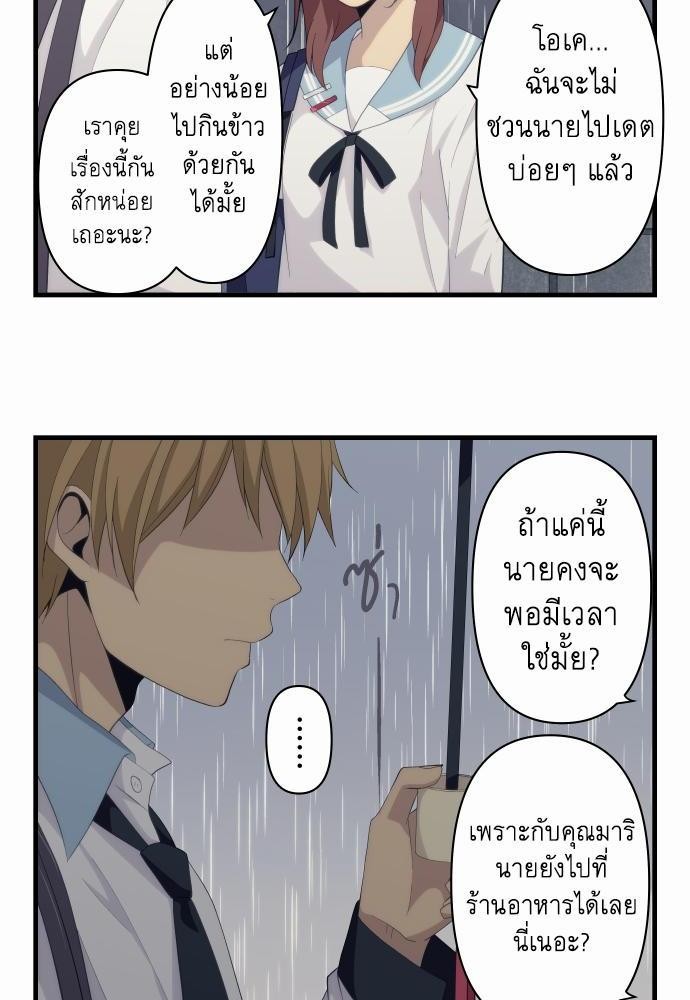 โอเค...
ฉันจะไม่
ชวนนายไปเดต
บ่อยๆ แล้ว
แต่
อย่างน้อย
ไปกินข้าว
ด้วยกัน
ได้มั้ย
เราคุย
เรื่องนี้กัน
สักหน่อย
เถอะนะ?
ถ้าแค่นี้
นายคงจะ
พอมีเวลา
ใช่มั้ย?
ซ่า
......
เพราะกับคุณมาริ
นายยังไปที่
ร้านอาหารได้เลย
นี่เนอะ?